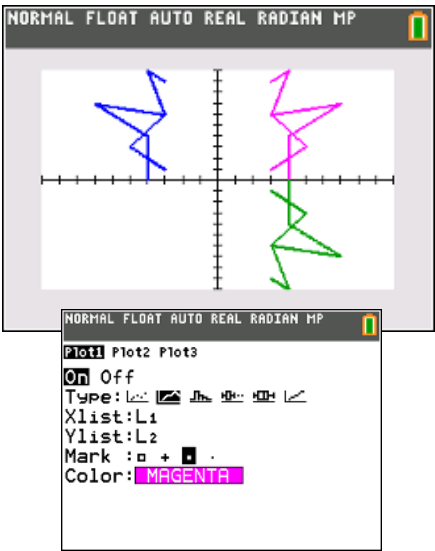 NORMAL FLOAT AUTO REAL RADIAN MP
NORMAL FLOAT AUTO REAL RADIAN MP
Plot1 Plot2 Plot3
On Off
Type:
Xlist:L1
Ylist:L2
Mark :
Color: MAGENTA